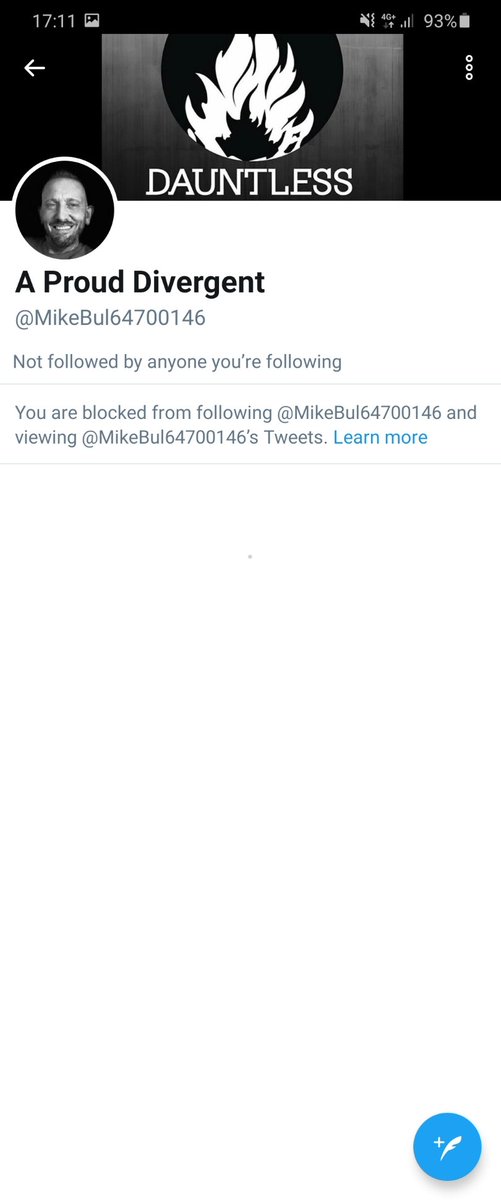 17:11 4G+ 93%
DAUNTLESS
A Proud Divergent
@MikeBul64700146
Not followed by anyone you’re following
You are blocked from following @MikeBul64700146 and
viewing @MikeBul64700146’s Tweets. Learn more